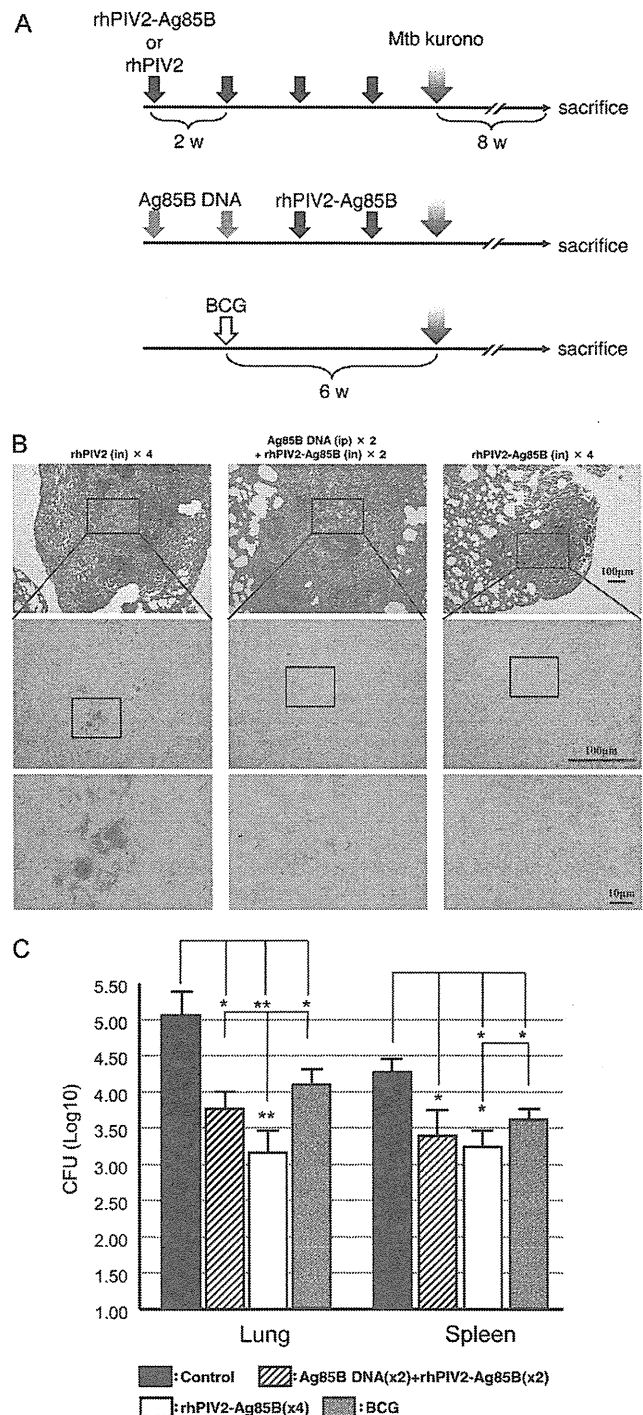 A
rhPIV2-Ag85B
or
rhPIV2
Mtb kurono
sacrifice
2 w
8 w
Ag85B DNA
rhPIV2-Ag85B
sacrifice
BCG
sacrifice
6 w
B
rhPIV2 (in) × 4
Ag85B DNA (ip) × 2
+ rhPIV2-Ag85B (in) × 2
rhPIV2-Ag85B (in) × 4
100μm
100μm
10μm
C
CFU (Log10)
5.50
5.00
4.50
4.00
3.50
3.00
2.50
2.00
1.50
1.00
* ** *
**
* *
* *
Lung
Spleen
:Control
:Ag85B DNA(x2)+rhPIV2-Ag85B(x2)
:rhPIV2-Ag85B(x4)
:BCG